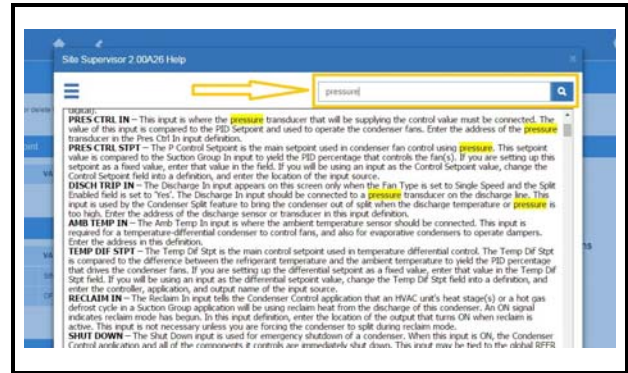 Site Supervisor 2.00A26 Help
pressure
digital).
PRES CTRL IN – This input is where the pressure transducer that will be supplying the control value must be connected. The
value of this input is compared to the PID Setpoint and used to operate the condenser fans. Enter the address of the pressure
transducer in the Pres Ctrl In input definition.
PRES CTRL STPT – The P Control Setpoint is the main setpoint used in condenser fan control using pressure. This setpoint
value is compared to the Suction Group In input to yield the PID percentage that controls the fan(s). If you are setting up this
setpoint as a fixed value, enter that value in the field. If you will be using an input as the Control Setpoint value, change the
Control Setpoint field into a definition, and enter the location of the input source.
DISCH TRIP IN – The Discharge In input appears on this screen only when the Fan Type is set to Single Speed and the Split
Enabled field is set to 'Yes'. The Discharge In input should be connected to a pressure transducer on the discharge line. This
input is used by the Condenser Split feature to bring the condenser out of split when the discharge temperature or pressure is
too high. Enter the address of the discharge sensor or transducer in this input definition.
AMB TEMP IN – The Amb Temp In input is where the ambient temperature sensor should be connected. This input is
required for a temperature-differential condenser to control fans, and also for evaporative condensers to operate dampers.
Enter the address in this definition.
TEMP DIF STPT – The Temp Dif Stpt is the main control setpoint used in temperature differential control. The Temp Dif Stpt
is compared to the difference between the refrigerant temperature and the ambient temperature to yield the PID percentage
that drives the condenser fans. If you are setting up the differential setpoint as a fixed value, enter that value in the Temp Dif
Stpt field. If you will be using an input as the differential setpoint value, change the Temp Dif Stpt field into a definition, and
enter the controller, application, and output name of the input source.
RECLAIM IN – The Reclaim In input tells the Condenser Control application that an HVAC unit's heat stage(s) or a hot gas
defrost cycle in a Suction Group application will be using reclaim heat from the discharge of this condenser. An ON signal
indicates reclaim mode has begun. In this input definition, enter the location of the output that turns ON when reclaim is
active. This input is not necessary unless you are forcing the condenser to split during reclaim mode.
SHUT DOWN – The Shut Down input is used for emergency shutdown of a condenser. When this input is ON, the Condenser
Control application and all of the components it controls are immediately shut down. This input may be tied to the global REFR